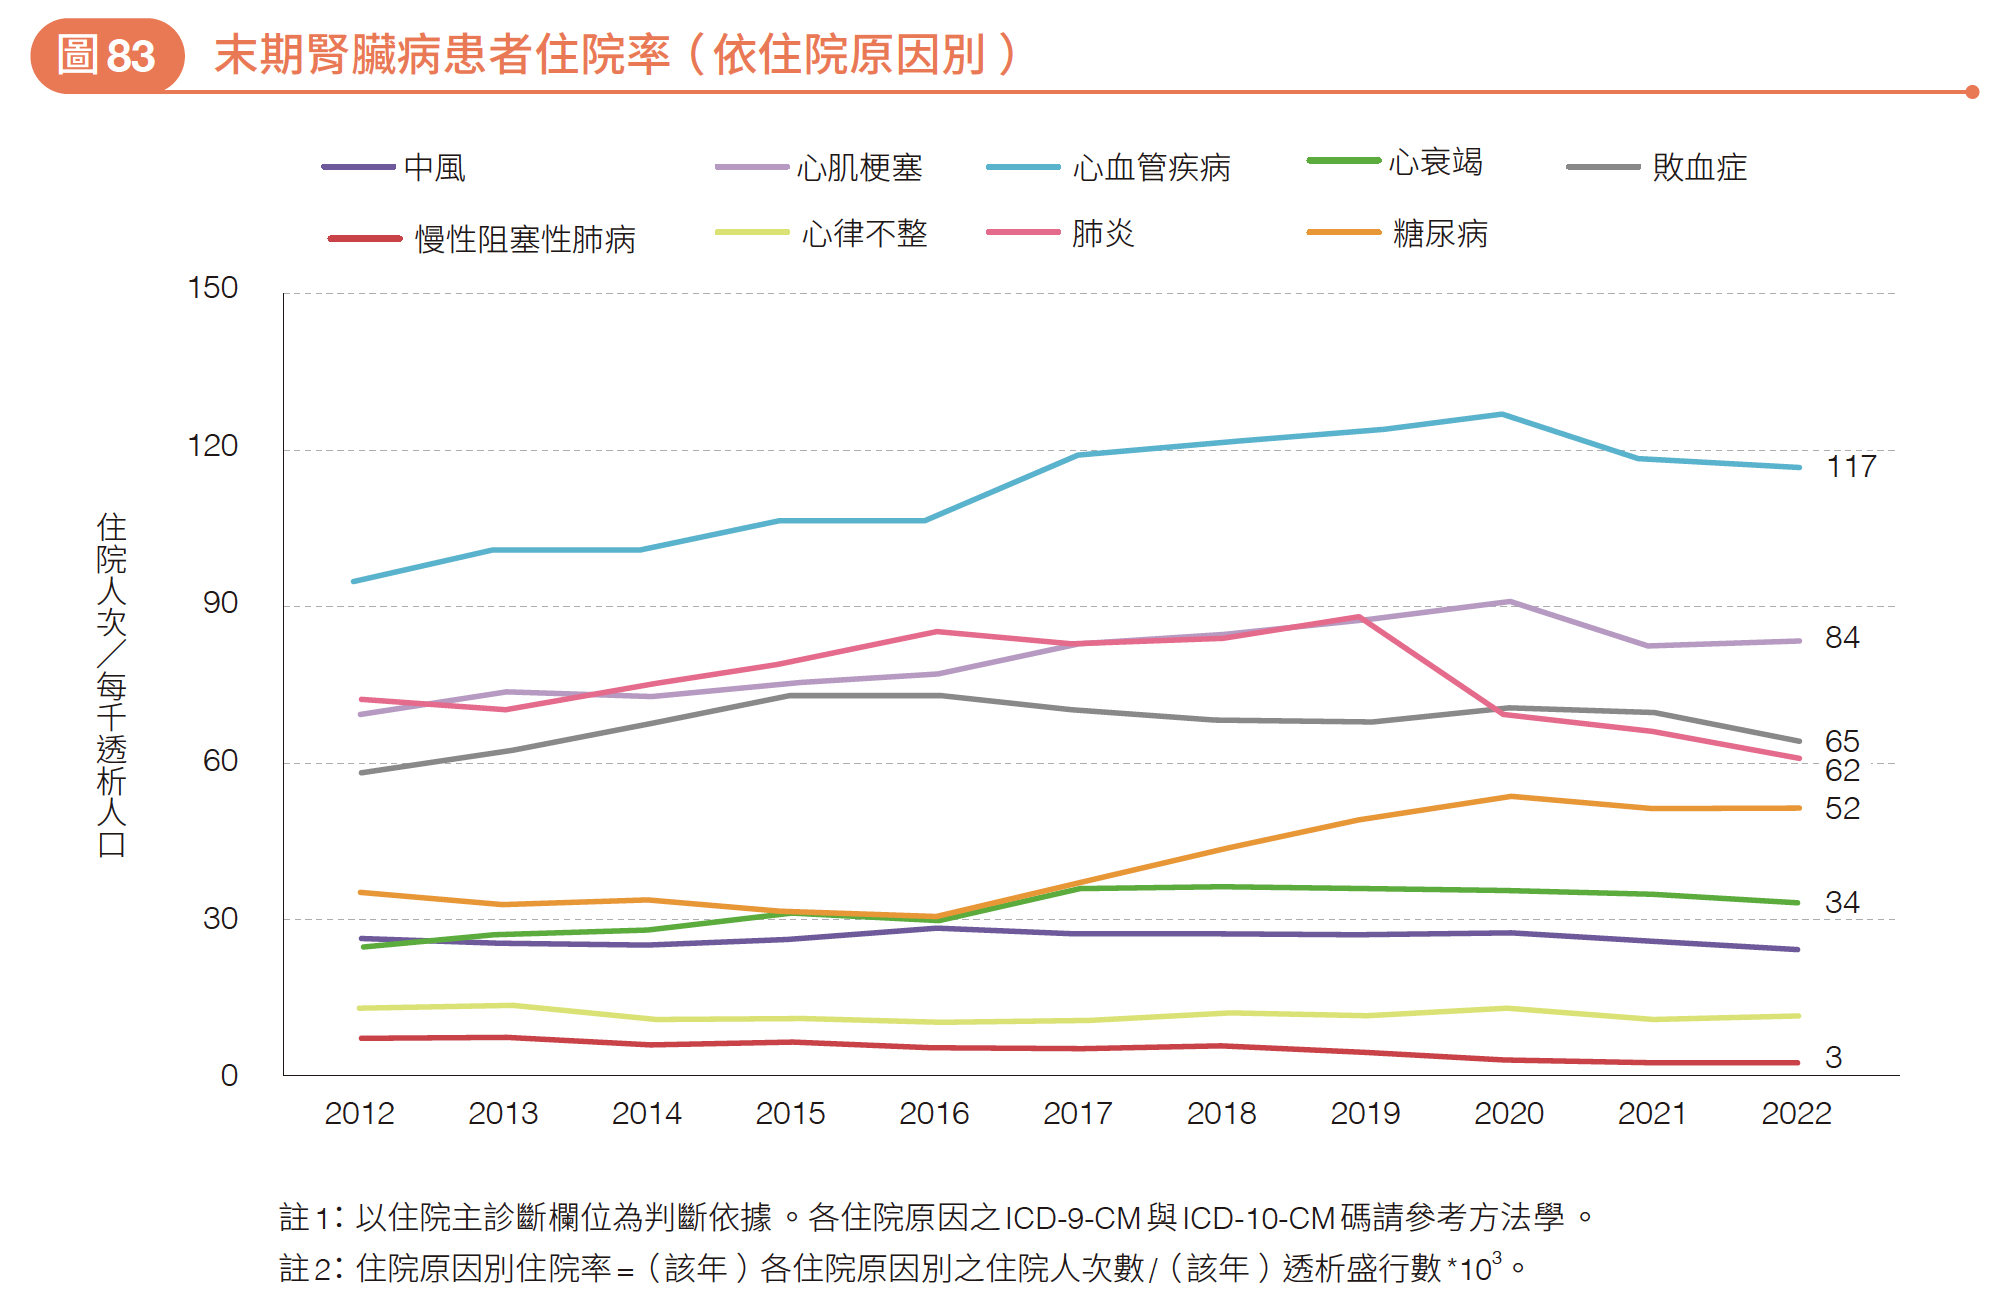 圖 83 末期腎臟病患者住院率（依住院原因別）
中風 心肌梗塞 心血管疾病 心衰竭 敗血症
慢性阻塞性肺病 心律不整 肺炎 糖尿病
住院人次／每千透析人口
150
120
90
60
30
0
117
84
65
62
52
34
3
2012 2013 2014 2015 2016 2017 2018 2019 2020 2021 2022
註1：以住院主診斷欄位為判斷依據。各住院原因之ICD-9-CM與ICD-10-CM碼請參考方法學。
註2：住院原因別住院率=（該年）各住院原因別之住院人次數/（該年）透析盛行數*10³。